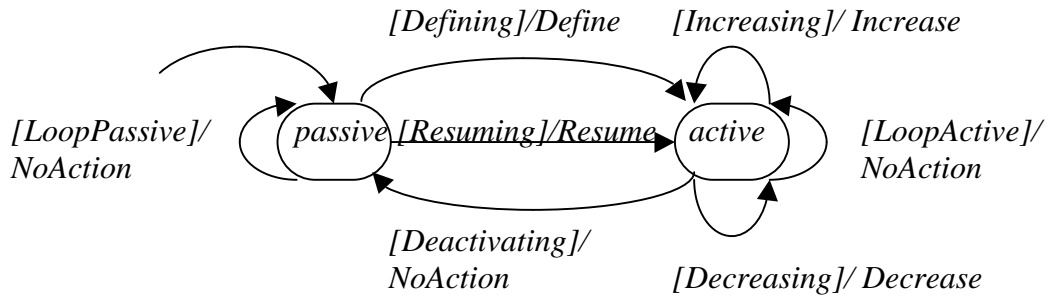 [Defining]/Define
[Increasing]/ Increase
[LoopPassive]/
NoAction
passive
[Resuming]/Resume
active
[LoopActive]/
NoAction
[Deactivating]/
NoAction
[Decreasing]/ Decrease